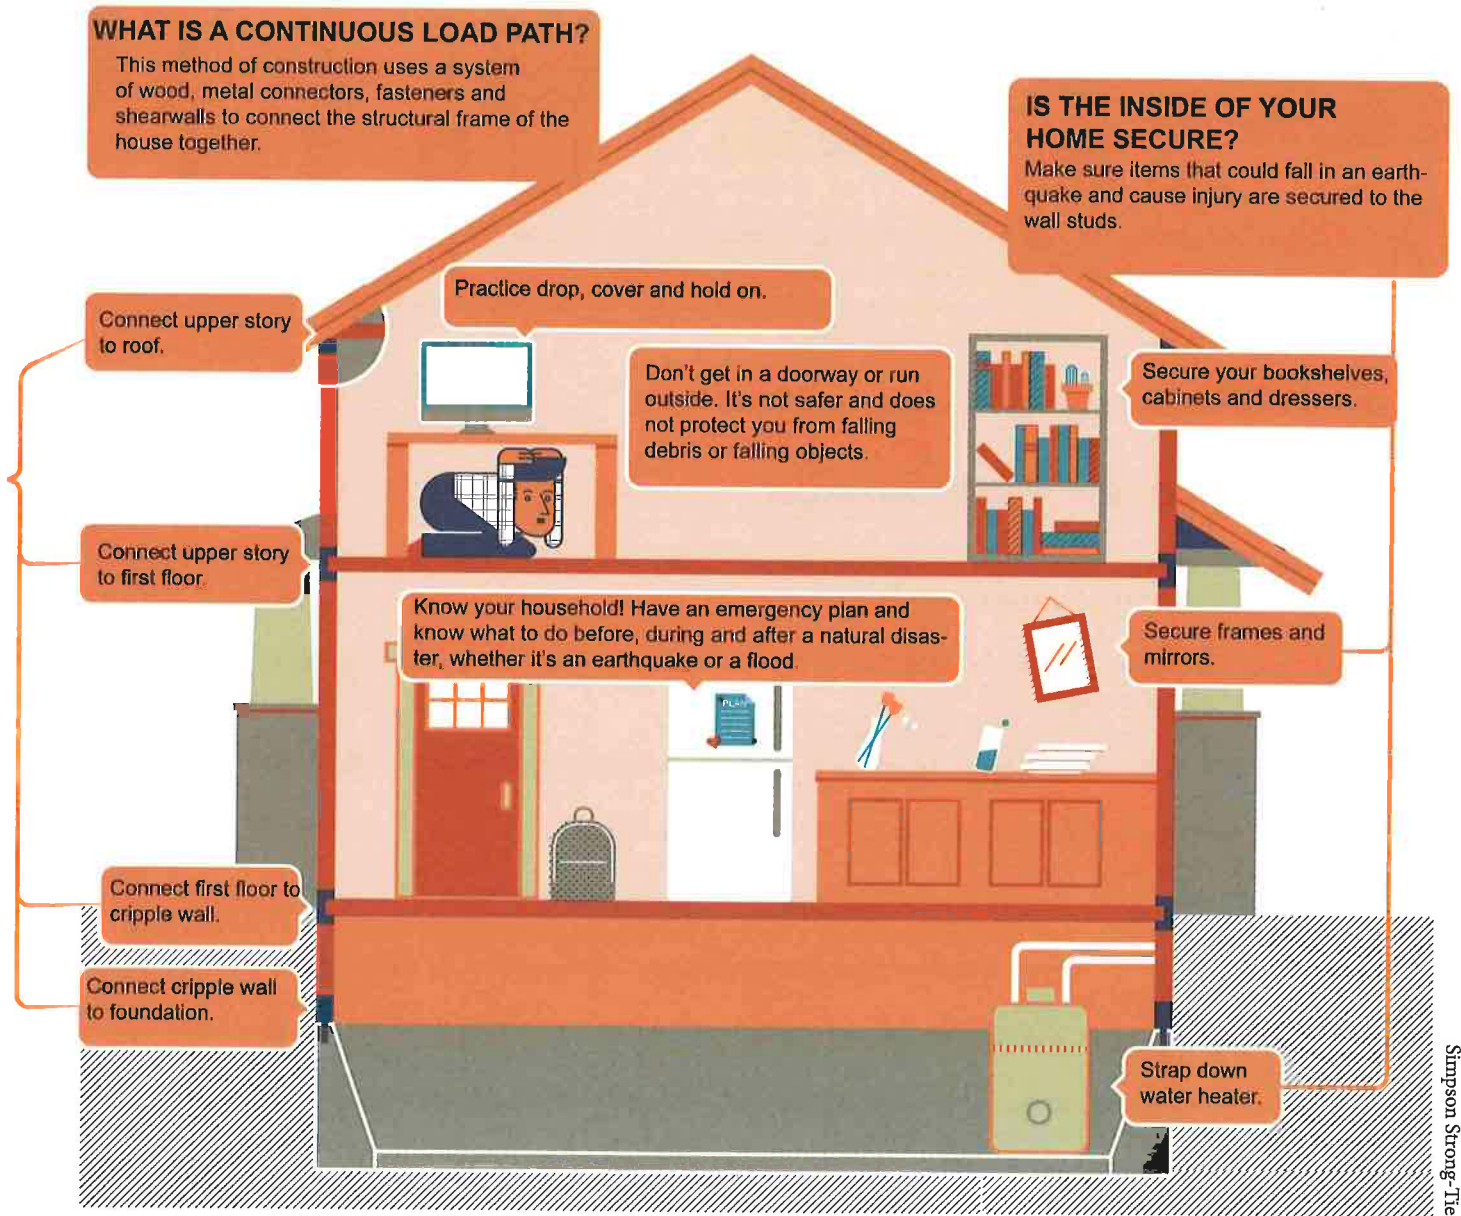 WHAT IS A CONTINUOUS LOAD PATH?
This method of construction uses a system
of wood, metal connectors, fasteners and
shearwalls to connect the structural frame of the
house together.
IS THE INSIDE OF YOUR
HOME SECURE?
Make sure items that could fall in an earth-
quake and cause injury are secured to the
wall studs.
Practice drop, cover and hold on.
Connect upper story
to roof.
Don't get in a doorway or run
outside. It's not safer and does
not protect you from falling
debris or falling objects.
Secure your bookshelves,
cabinets and dressers.
Connect upper story
to first floor.
Know your household! Have an emergency plan and
know what to do before, during and after a natural disas-
ter, whether it's an earthquake or a flood.
Secure frames and
mirrors.
PLAN
Connect first floor to
cripple wall.
Connect cripple wall
to foundation.
Strap down
water heater.
Simpson Strong-Tie